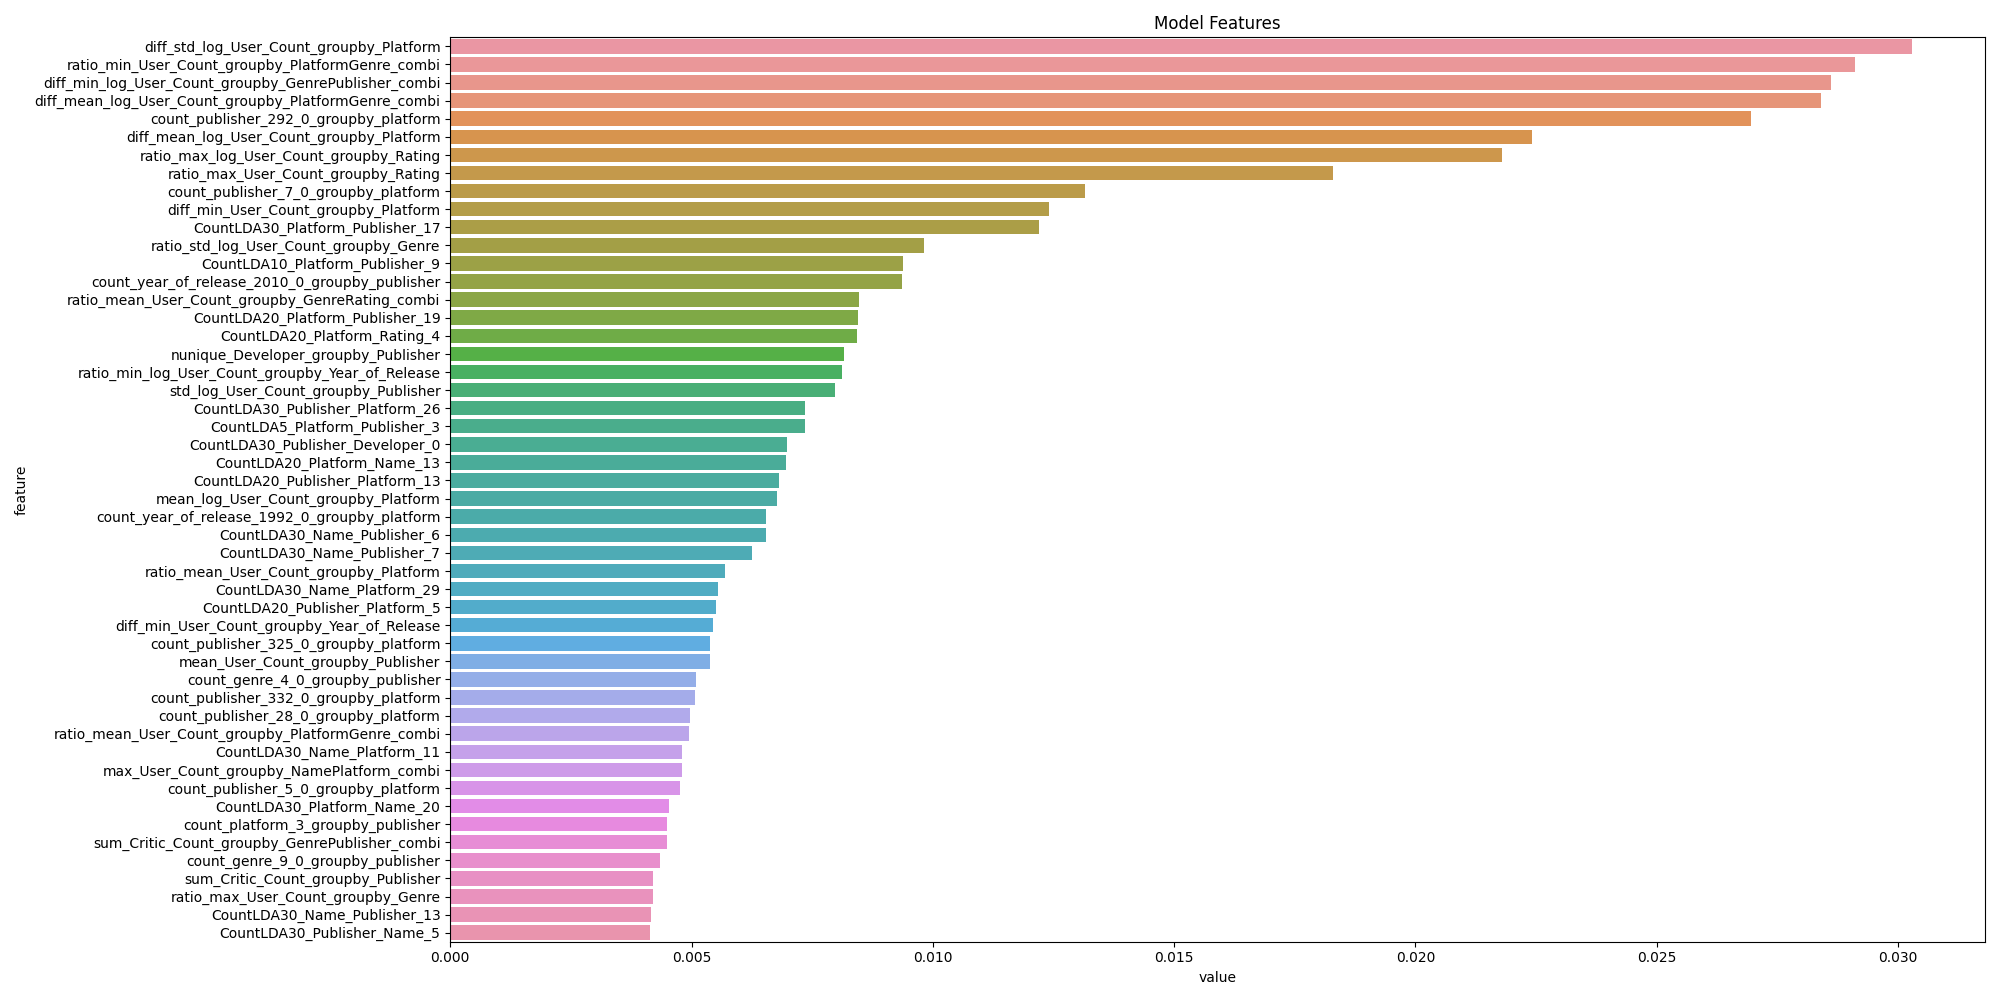 Model Features
diff_std_log_User_Count_groupby_Platform
ratio_min_User_Count_groupby_PlatformGenre_combi
diff_min_log_User_Count_groupby_GenrePublisher_combi
diff_mean_log_User_Count_groupby_PlatformGenre_combi
count_publisher_292_0_groupby_platform
diff_mean_log_User_Count_groupby_Platform
ratio_max_log_User_Count_groupby_Rating
ratio_max_User_Count_groupby_Rating
count_publisher_7_0_groupby_platform
diff_min_User_Count_groupby_Platform
CountLDA30_Platform_Publisher_17
ratio_std_log_User_Count_groupby_Genre
CountLDA10_Platform_Publisher_9
count_year_of_release_2010_0_groupby_publisher
ratio_mean_User_Count_groupby_GenreRating_combi
CountLDA20_Platform_Publisher_19
CountLDA20_Platform_Rating_4
nunique_Developer_groupby_Publisher
ratio_min_log_User_Count_groupby_Year_of_Release
std_log_User_Count_groupby_Publisher
CountLDA30_Publisher_Platform_26
CountLDA5_Platform_Publisher_3
CountLDA30_Publisher_Developer_0
CountLDA20_Platform_Name_13
CountLDA20_Publisher_Platform_13
mean_log_User_Count_groupby_Platform
count_year_of_release_1992_0_groupby_platform
CountLDA30_Name_Publisher_6
CountLDA30_Name_Publisher_7
ratio_mean_User_Count_groupby_Platform
CountLDA30_Name_Platform_29
CountLDA20_Publisher_Platform_5
diff_min_User_Count_groupby_Year_of_Release
count_publisher_325_0_groupby_platform
mean_User_Count_groupby_Publisher
count_genre_4_0_groupby_publisher
count_publisher_332_0_groupby_platform
count_publisher_28_0_groupby_platform
ratio_mean_User_Count_groupby_PlatformGenre_combi
CountLDA30_Name_Platform_11
max_User_Count_groupby_NamePlatform_combi
count_publisher_5_0_groupby_platform
CountLDA30_Platform_Name_20
count_platform_3_groupby_publisher
sum_Critic_Count_groupby_GenrePublisher_combi
count_genre_9_0_groupby_publisher
sum_Critic_Count_groupby_Publisher
ratio_max_User_Count_groupby_Genre
CountLDA30_Name_Publisher_13
CountLDA30_Publisher_Name_5
feature
0.000 0.005 0.010 0.015 0.020 0.025 0.030
value